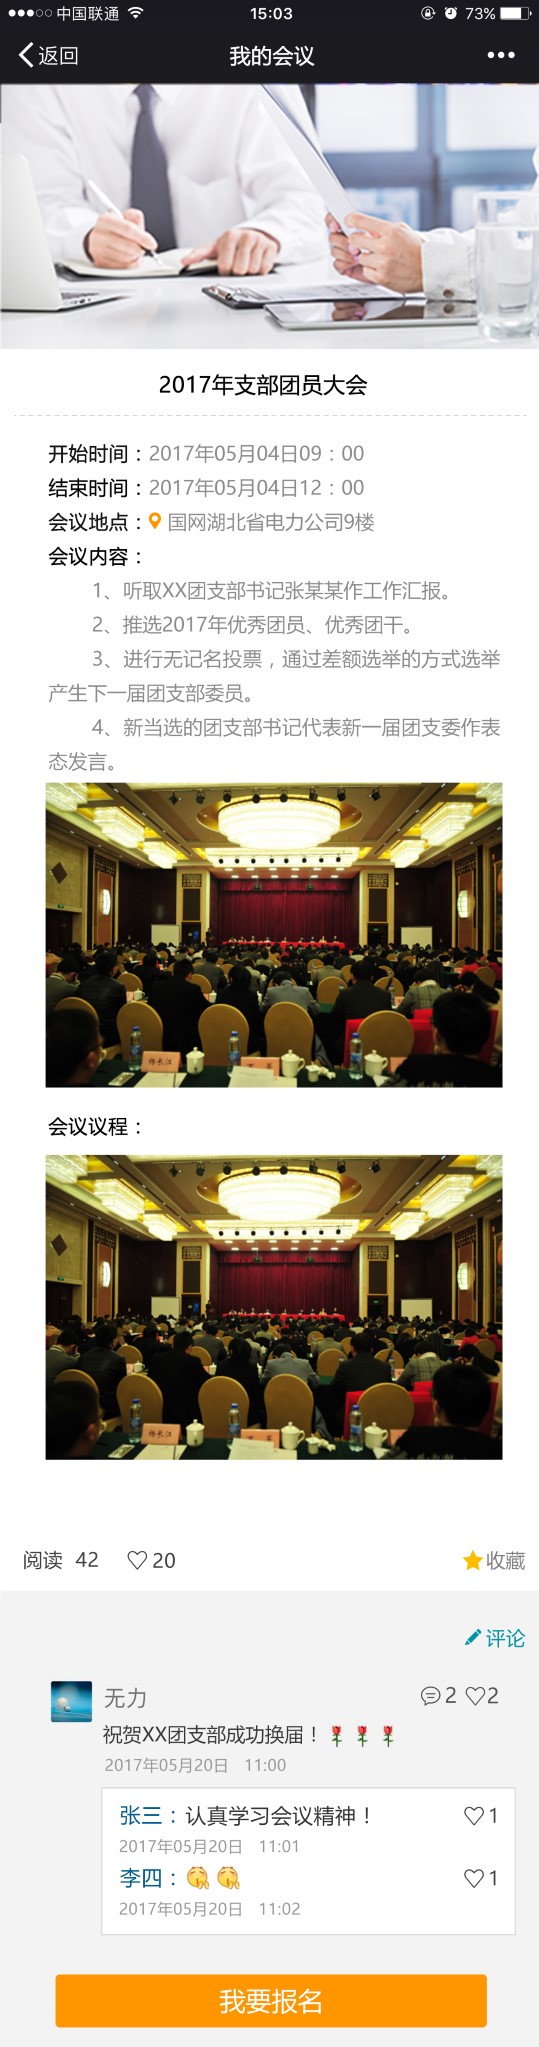 中国联通 15:03 73%
返回 我的会议
2017年支部团员大会
开始时间：2017年05月04日09：00
结束时间：2017年05月04日12：00
会议地点： 国网湖北省电力公司9楼
会议内容：
1、听取XX团支部书记张某某作工作汇报。
2、推选2017年优秀团员、优秀团干。
3、进行无记名投票，通过差额选举的方式选举
产生下一届团支部委员。
4、新当选的团支部书记代表新一届团支委作表
态发言。
杨长江
会议议程：
杨长江
阅读 42 20 收藏
评论
无力 2 2
祝贺XX团支部成功换届！🌹🌹🌹
2017年05月20日 11:00
张三：认真学习会议精神！ 1
2017年05月20日 11:01
李四： 1
2017年05月20日 11:02
我要报名